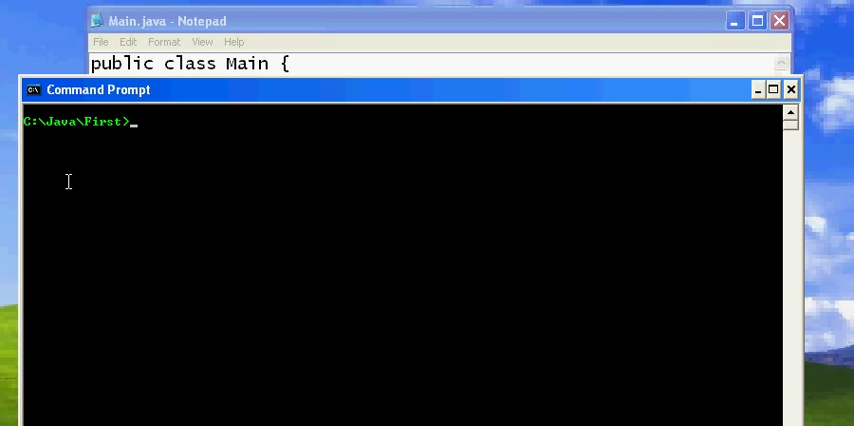 Main.java - Notepad
File Edit Format View Help
public class Main {
Command Prompt
C:\Java\First>_